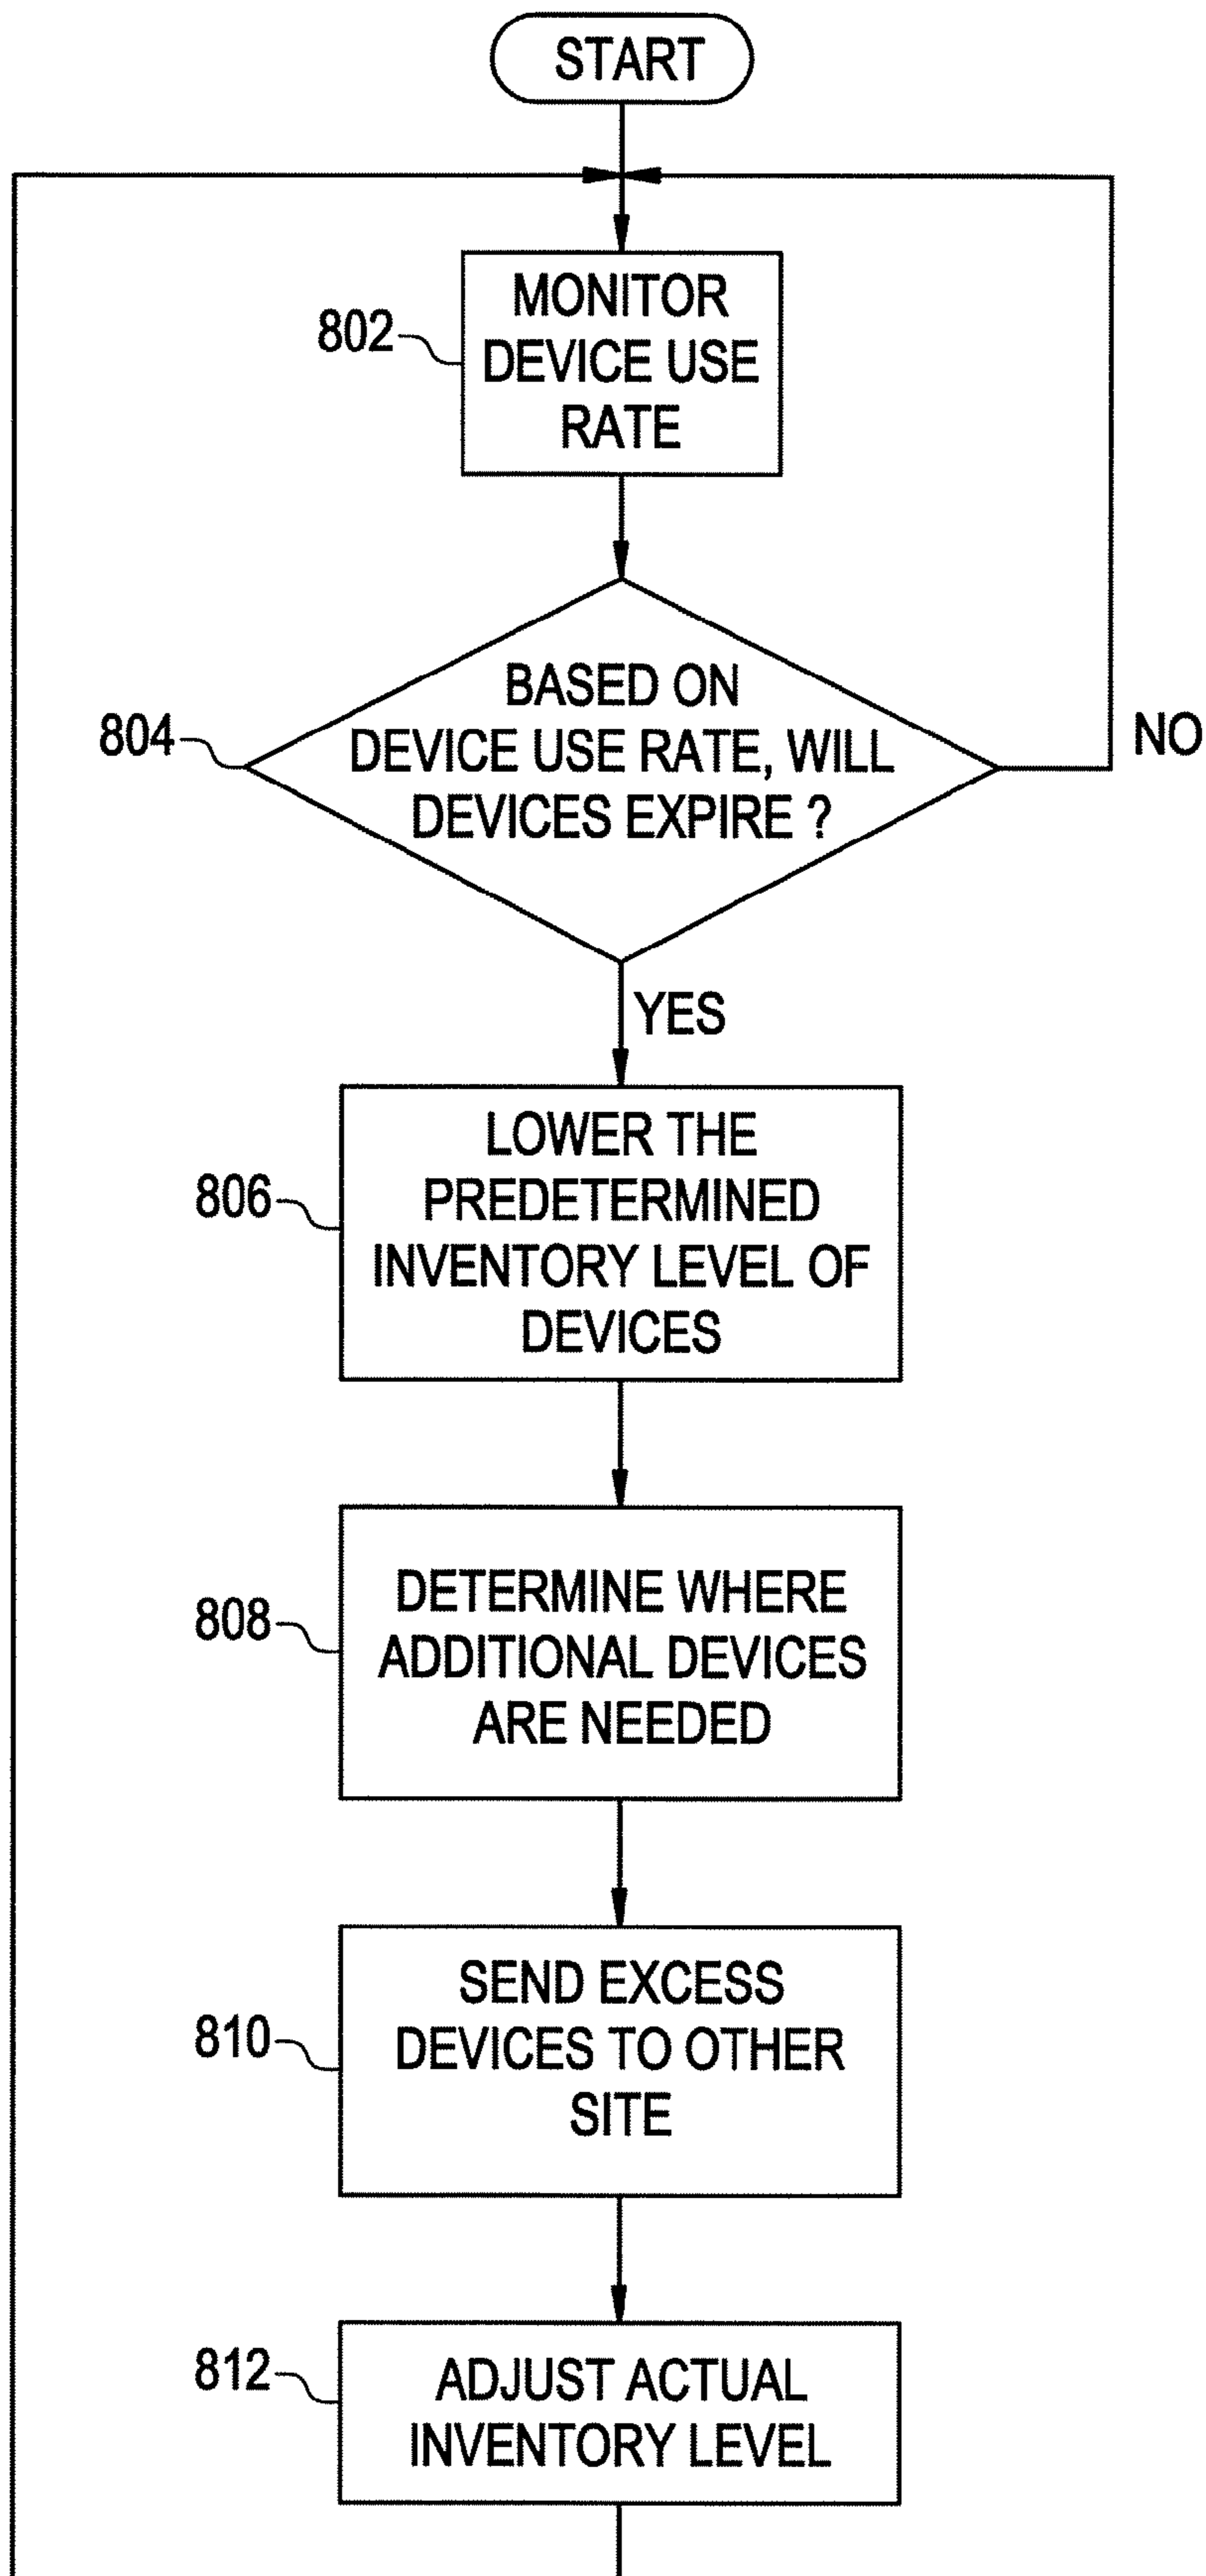 START
802
MONITOR
DEVICE USE
RATE
804
BASED ON
DEVICE USE RATE, WILL
DEVICES EXPIRE ?
NO
YES
806
LOWER THE
PREDETERMINED
INVENTORY LEVEL OF
DEVICES
808
DETERMINE WHERE
ADDITIONAL DEVICES
ARE NEEDED
810
SEND EXCESS
DEVICES TO OTHER
SITE
812
ADJUST ACTUAL
INVENTORY LEVEL